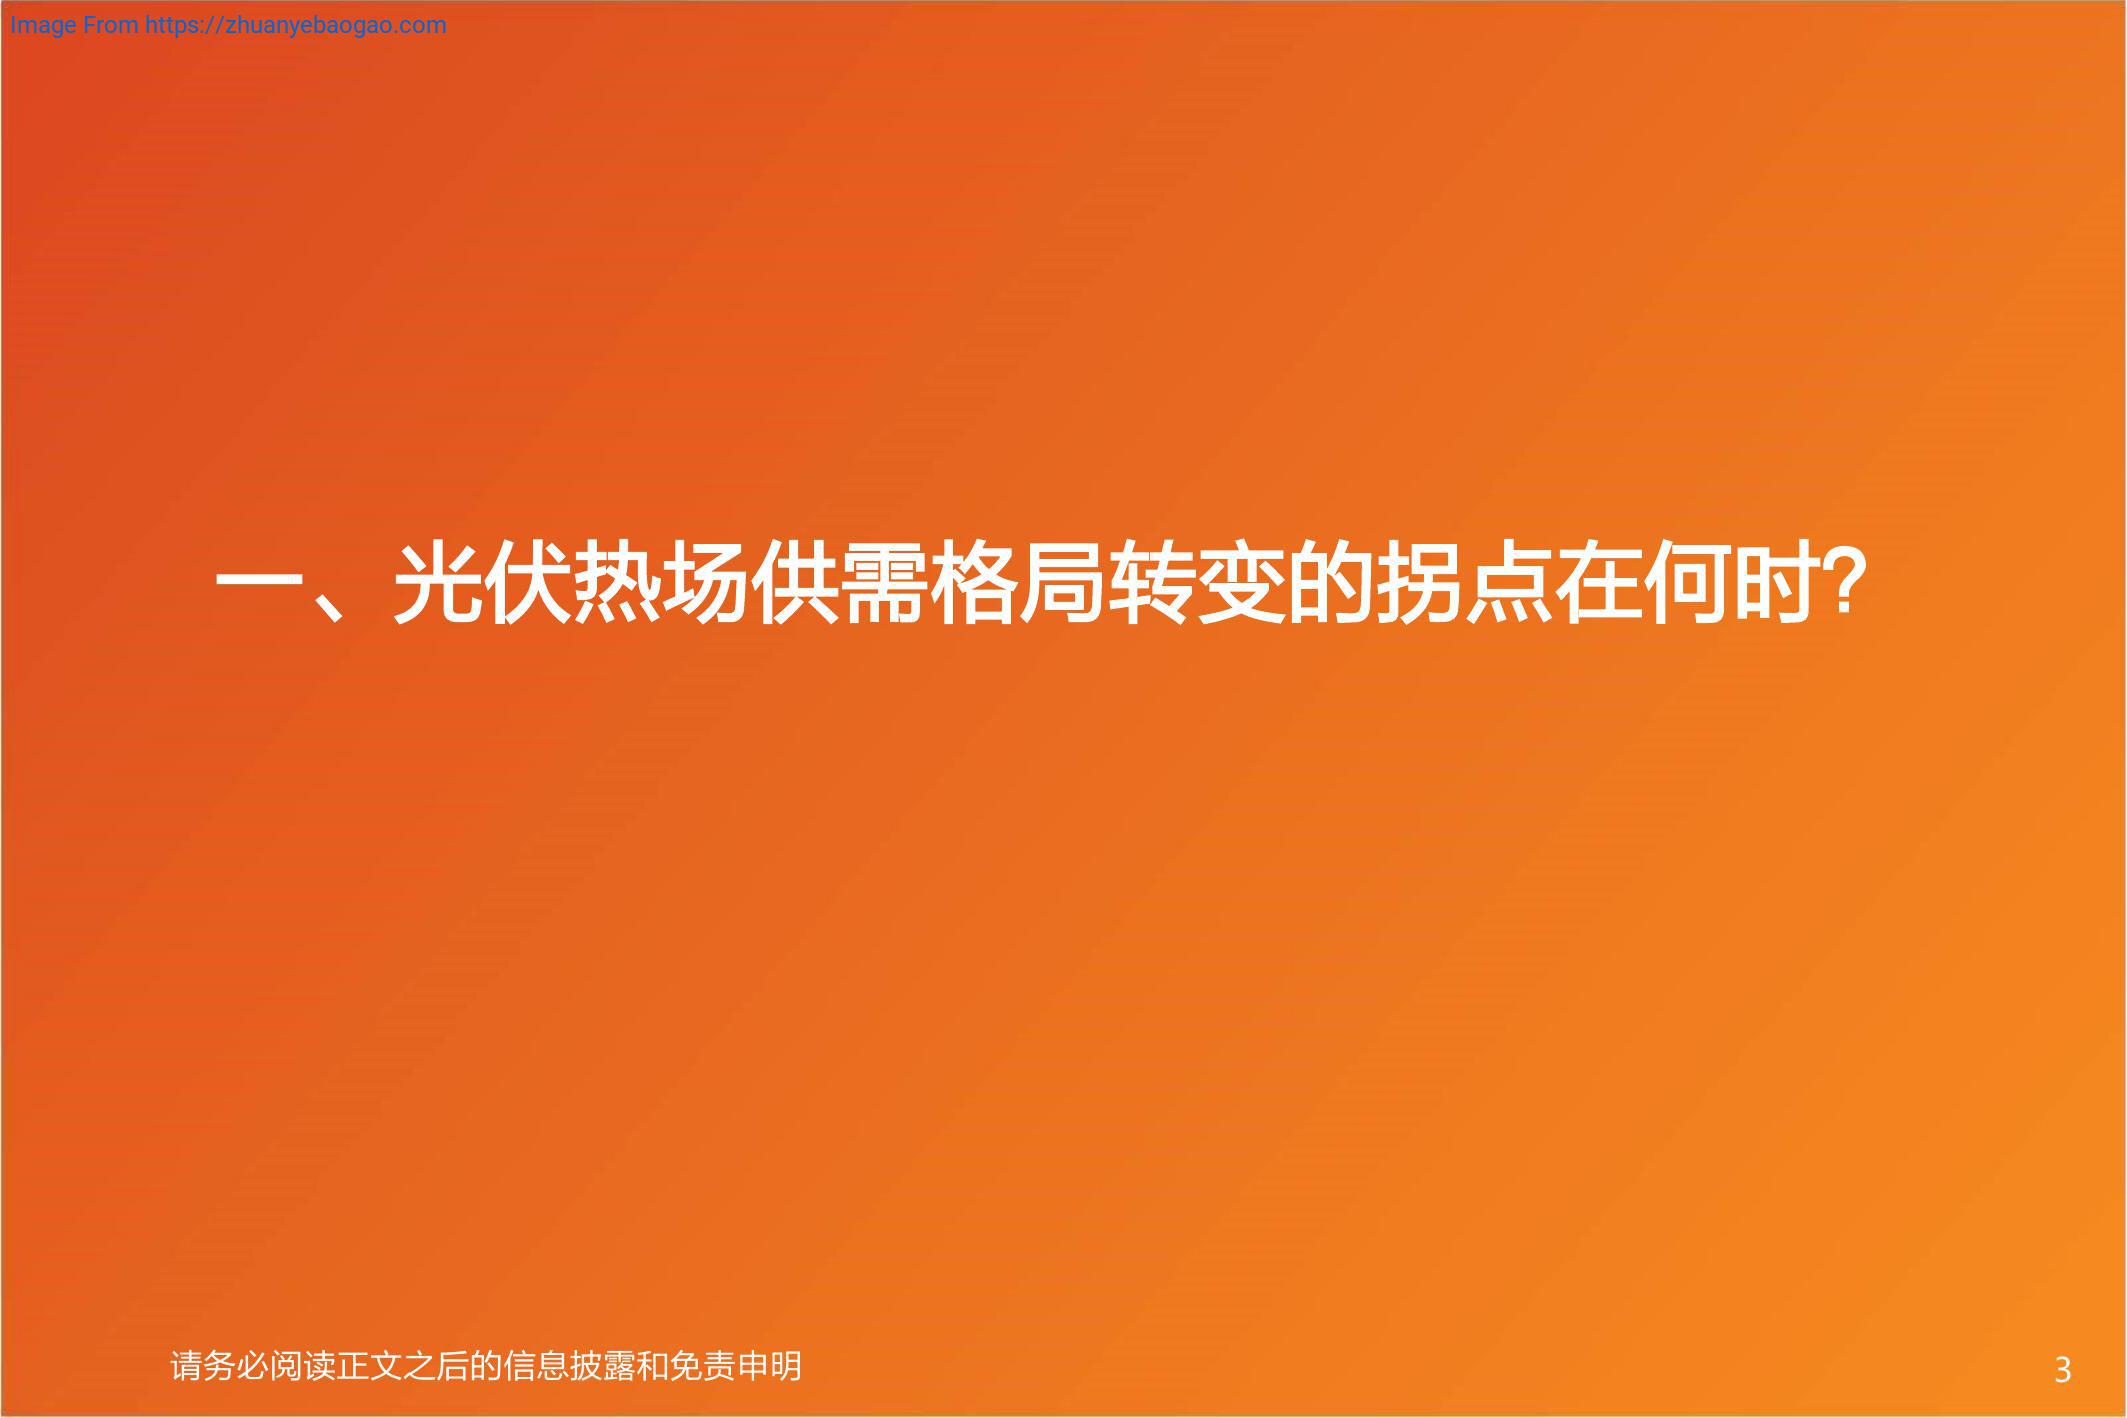 Image From https://zhuanyebaogao.com
一、光伏热场供需格局转变的拐点在何时？
请务必阅读正文之后的信息披露和免责申明
3